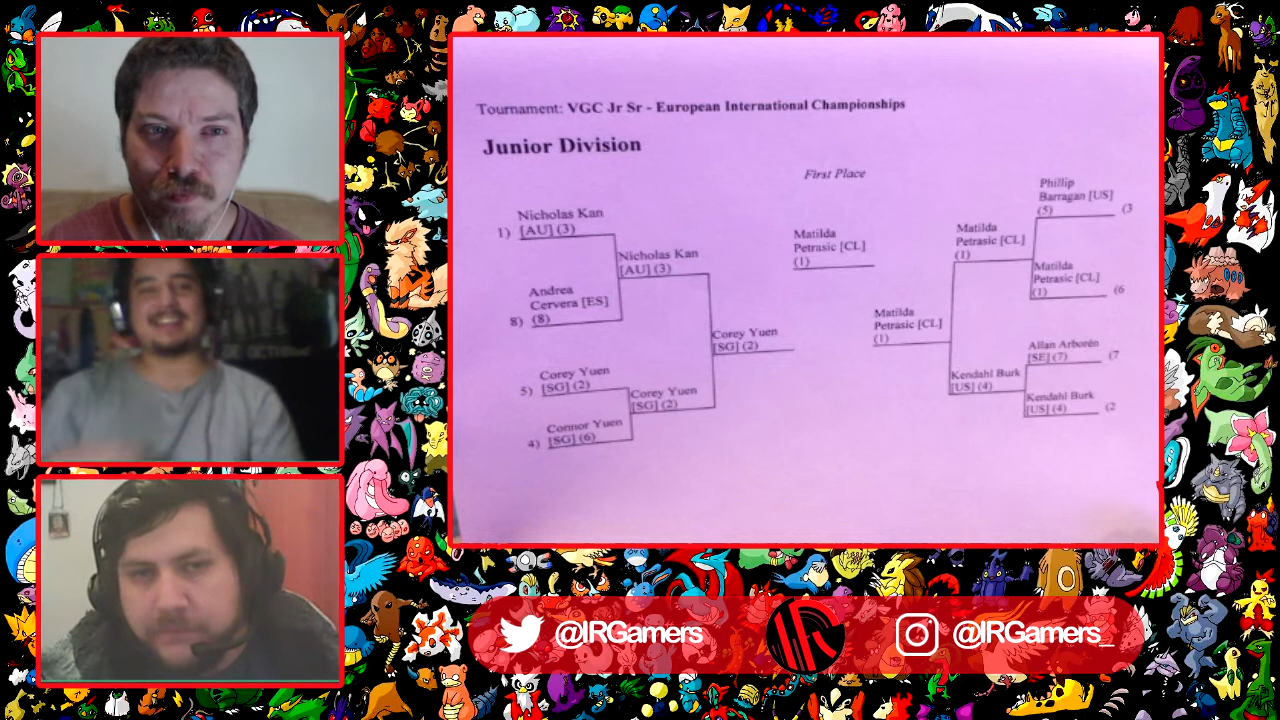 Tournament: VGC Jr Sr - European International Championships
Junior Division
First Place
1) Nicholas Kan
[AU] (3)
Andrea
Cervera [ES]
8) (8)
Corey Yuen
5) [SG] (2)
Connor Yuen
4) [SG] (6)
Nicholas Kan
[AU] (3)
Corey Yuen
[SG] (2)
Corey Yuen
[SG] (2)
Matilda
Petrasic [CL]
(1)
Matilda
Petrasic [CL]
(1)
Matilda
Petrasic [CL]
(1)
Kendahl Burk
[US] (4)
Phillip
Barragan [US]
(5) (3
Matilda
Petrasic [CL]
(1) (6
Allan Arborén
[SE] (7) (7
Kendahl Burk
[US] (4) (2
@IRGamers
@IRGamers_